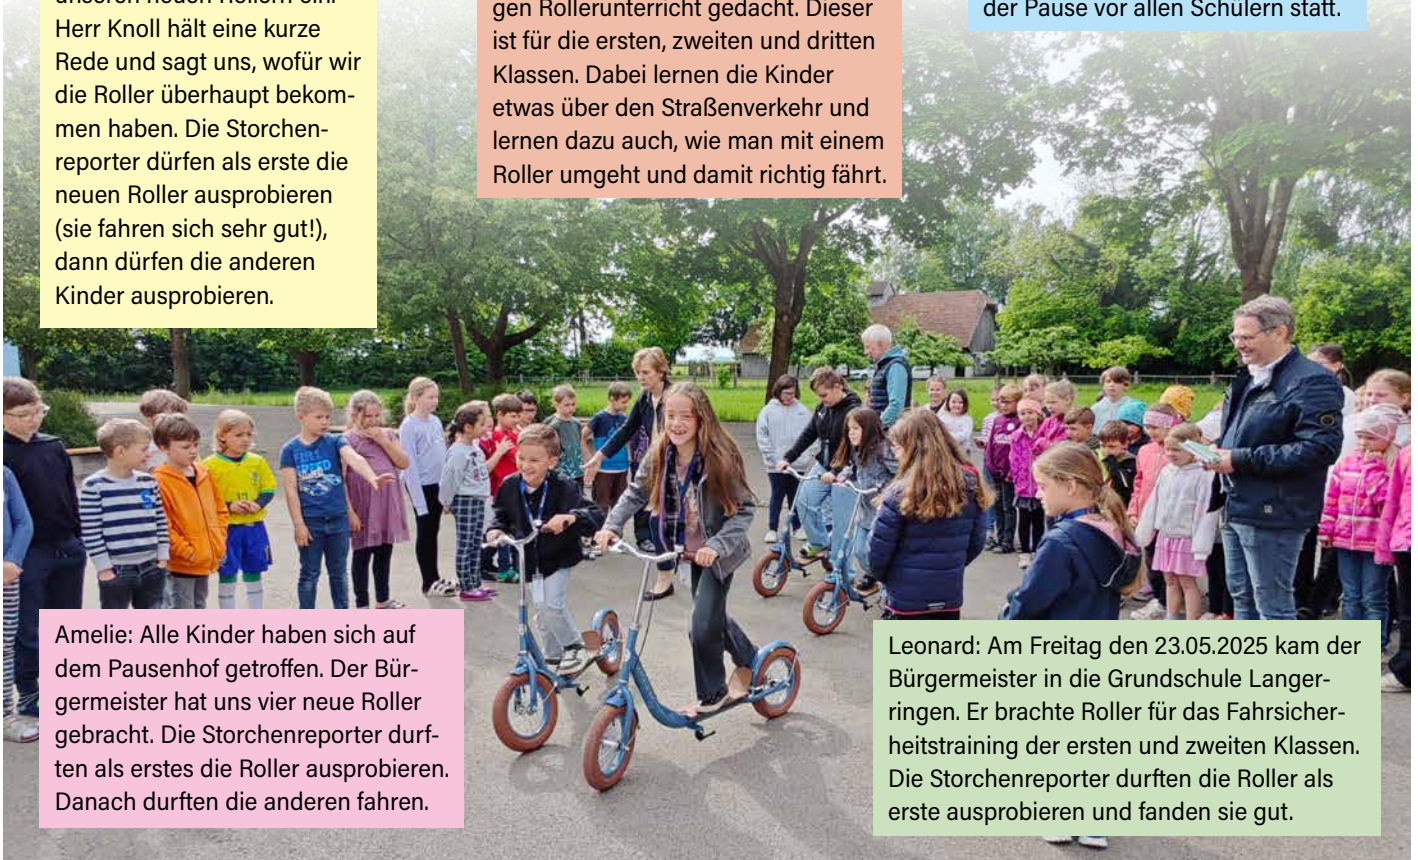 unseren neuen Rollern ein.
Herr Knoll hält eine kurze
Rede und sagt uns, wofür wir
die Roller überhaupt bekom-
men haben. Die Storchen-
reporter dürfen als erste die
neuen Roller ausprobieren
(sie fahren sich sehr gut!),
dann dürfen die anderen
Kinder ausprobieren.
gen Rollerunterricht gedacht. Dieser
ist für die ersten, zweiten und dritten
Klassen. Dabei lernen die Kinder
etwas über den Straßenverkehr und
lernen dazu auch, wie man mit einem
Roller umgeht und damit richtig fährt.
der Pause vor allen Schülern statt.
Amelie: Alle Kinder haben sich auf
dem Pausenhof getroffen. Der Bür-
germeister hat uns vier neue Roller
gebracht. Die Storchenreporter durf-
ten als erstes die Roller ausprobieren.
Danach durften die anderen fahren.
Leonard: Am Freitag den 23.05.2025 kam der
Bürgermeister in die Grundschule Langer-
ringen. Er brachte Roller für das Fahrsicher-
heitstraining der ersten und zweiten Klassen.
Die Storchenreporter durften die Roller als
erste ausprobieren und fanden sie gut.